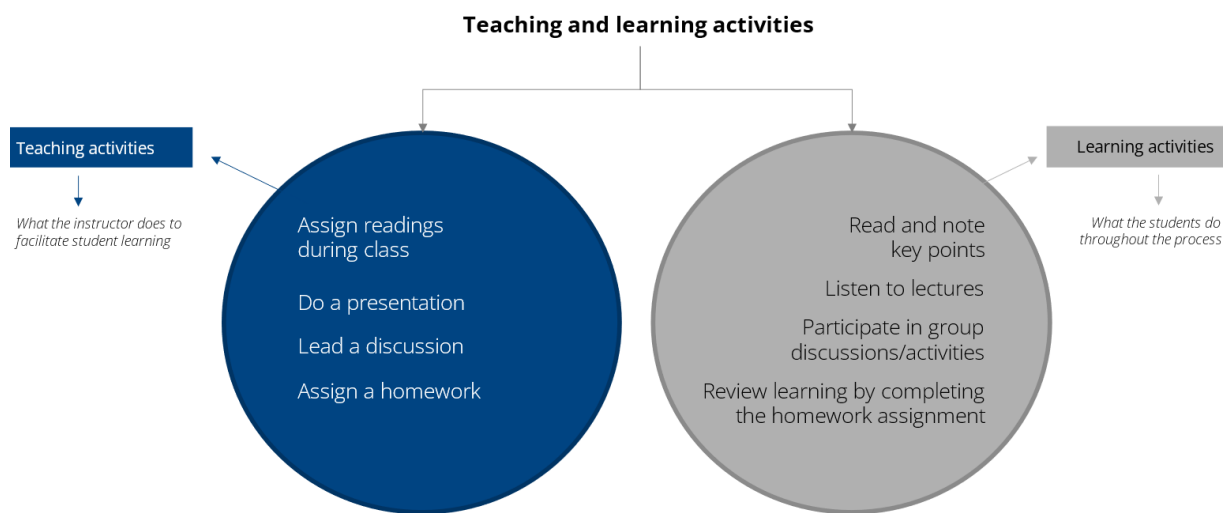 Teaching and learning activities
Teaching activities
What the instructor does to
facilitate student learning
Assign readings
during class
Do a presentation
Lead a discussion
Assign a homework
Read and note
key points
Listen to lectures
Participate in group
discussions/activities
Review learning by completing
the homework assignment
Learning activities
What the students do
throughout the process